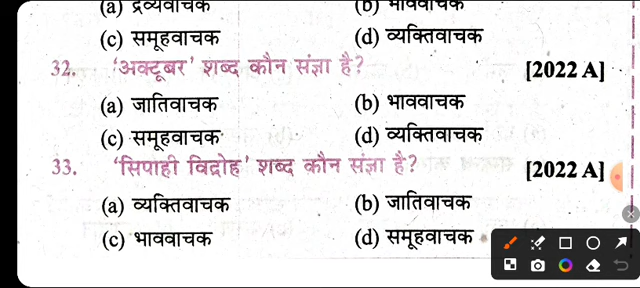 (a) द्रव्यवाचक (b) भाववाचक
(c) समूहवाचक (d) व्यक्तिवाचक
32. 'अक्टूबर' शब्द कौन संज्ञा है? [2022 A]
(a) जातिवाचक (b) भाववाचक
(c) समूहवाचक (d) व्यक्तिवाचक
33. 'सिपाही विद्रोह' शब्द कौन संज्ञा है? [2022 A]
(a) व्यक्तिवाचक (b) जातिवाचक
(c) भाववाचक (d) समूहवाचक